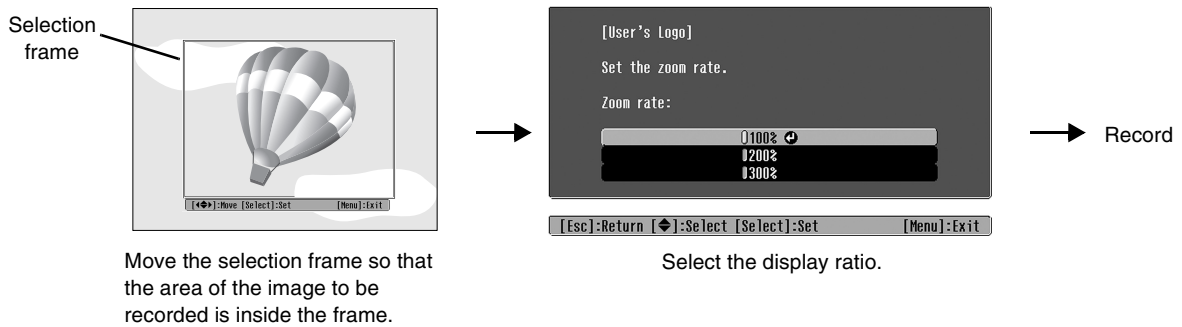 Selection
frame
[◀◆▶]:Move [Select]:Set [Menu]:Exit
Move the selection frame so that
the area of the image to be
recorded is inside the frame.
[User's Logo]
Set the zoom rate.
Zoom rate:
100%
200%
300%
[Esc]:Return [◆]:Select [Select]:Set [Menu]:Exit
Select the display ratio.
Record